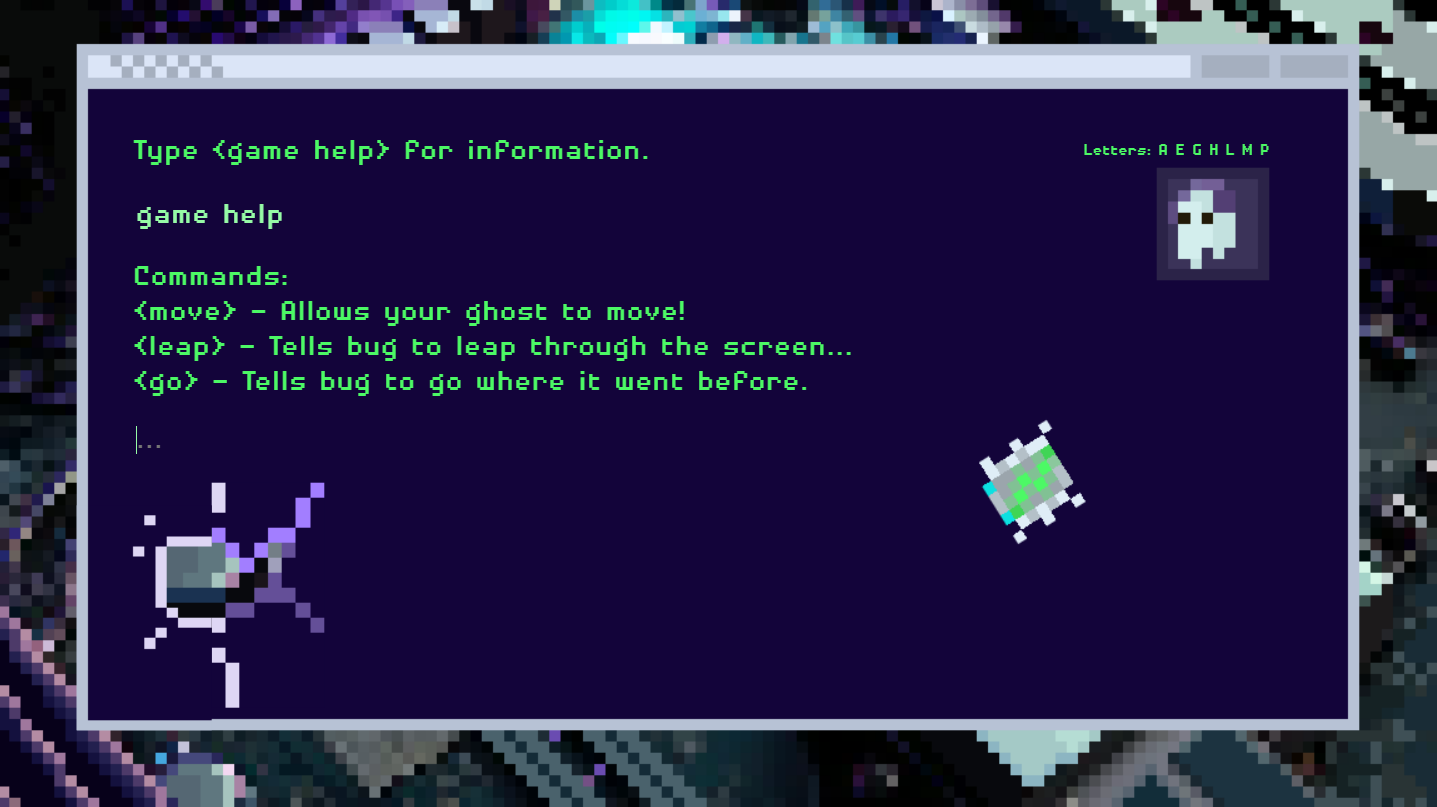 Type {game help} for information.
Letters: A E G H L M P
game help
Commands:
{move} - Allows your ghost to move!
{leap} - Tells bug to leap through the screen...
{go} - Tells bug to go where it went before.
...